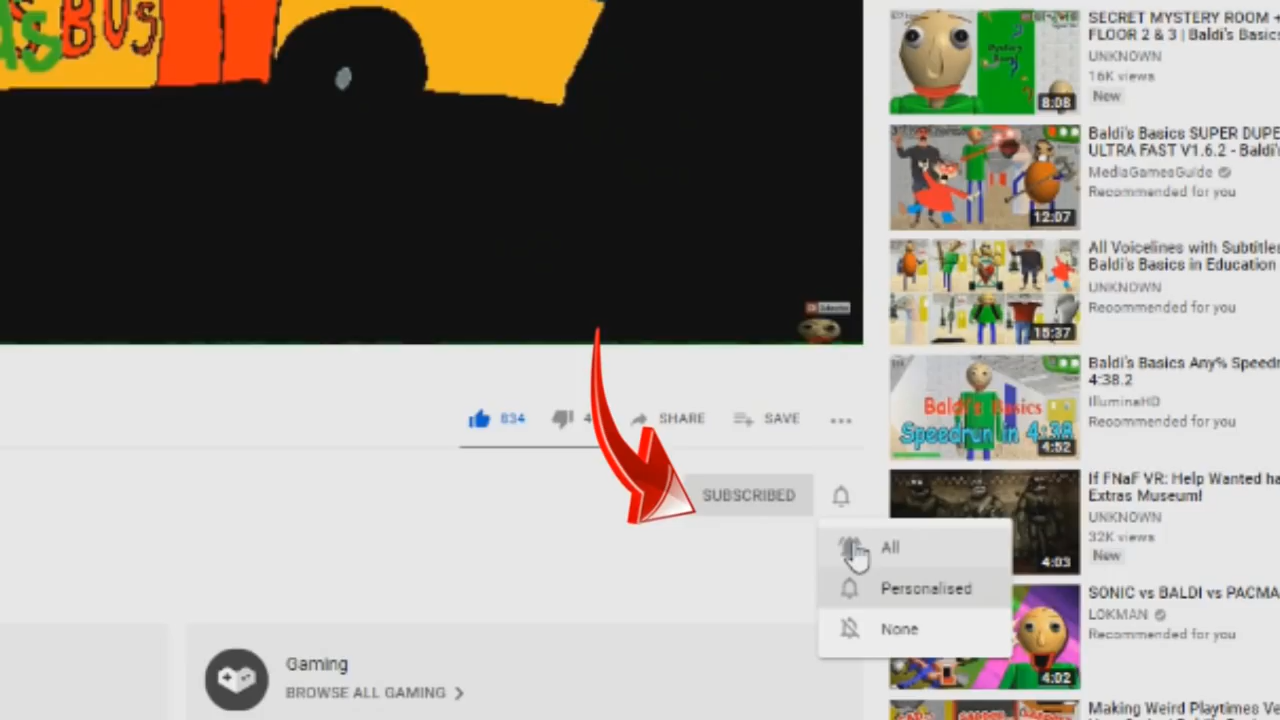 BUS
AS
834
4
SHARE
SAVE
SUBSCRIBED
All
Personalised
None
Gaming
BROWSE ALL GAMING
SECRET MYSTERY ROOM +
FLOOR 2 & 3 | Baldi's Basics
UNKNOWN
16K views
New
8:08
Baldi's Basics SUPER DUPE
ULTRA FAST V1.6.2 - Baldi's
MediaGamesGuide
Recommended for you
12:07
All Voicelines with Subtitles
Baldi's Basics in Education
UNKNOWN
Recommended for you
15:37
Baldi's Basics Any% Speedr
4:38.2
IlluminaHD
Recommended for you
Baldi's Basics
Speedrun in 4:38
4:52
If FNaF VR: Help Wanted ha
Extras Museum!
UNKNOWN
32K views
New
4:03
SONIC vs BALDI vs PACMA
LOKMAN
Recommended for you
4:02
Making Weird Playtimes Ve